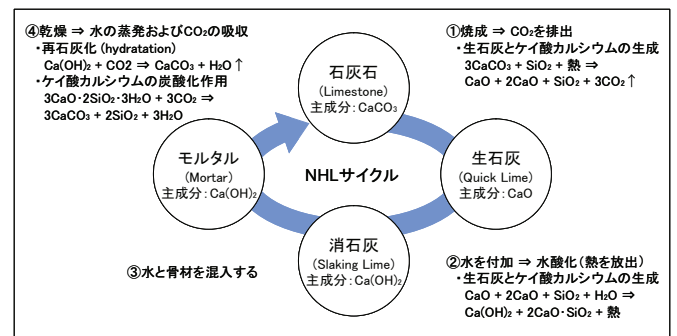 ④乾燥 ⇒ 水の蒸発およびCO₂の吸収
・再石灰化 (hydratation)
Ca(OH)₂ + CO2 ⇒ CaCO₃ + H₂O↑
・ケイ酸カルシウムの炭酸化作用
3CaO·2SiO₂·3H₂O + 3CO₂ ⇒
3CaCO₃ + 2SiO₂ + 3H₂O
①焼成 ⇒ CO₂を排出
・生石灰とケイ酸カルシウムの生成
3CaCO₃ + SiO₂ + 熱 ⇒
CaO + 2CaO + SiO₂ + 3CO₂↑
石灰石
(Limestone)
主成分：CaCO₃
モルタル
(Mortar)
主成分：Ca(OH)₂
NHLサイクル
生石灰
(Quick Lime)
主成分：CaO
消石灰
(Slaking Lime)
主成分：Ca(OH)₂
③水と骨材を混入する
②水を付加 ⇒ 水酸化（熱を放出）
・生石灰とケイ酸カルシウムの生成
CaO + 2CaO + SiO₂ + H₂O ⇒
Ca(OH)₂ + 2CaO·SiO₂ + 熱